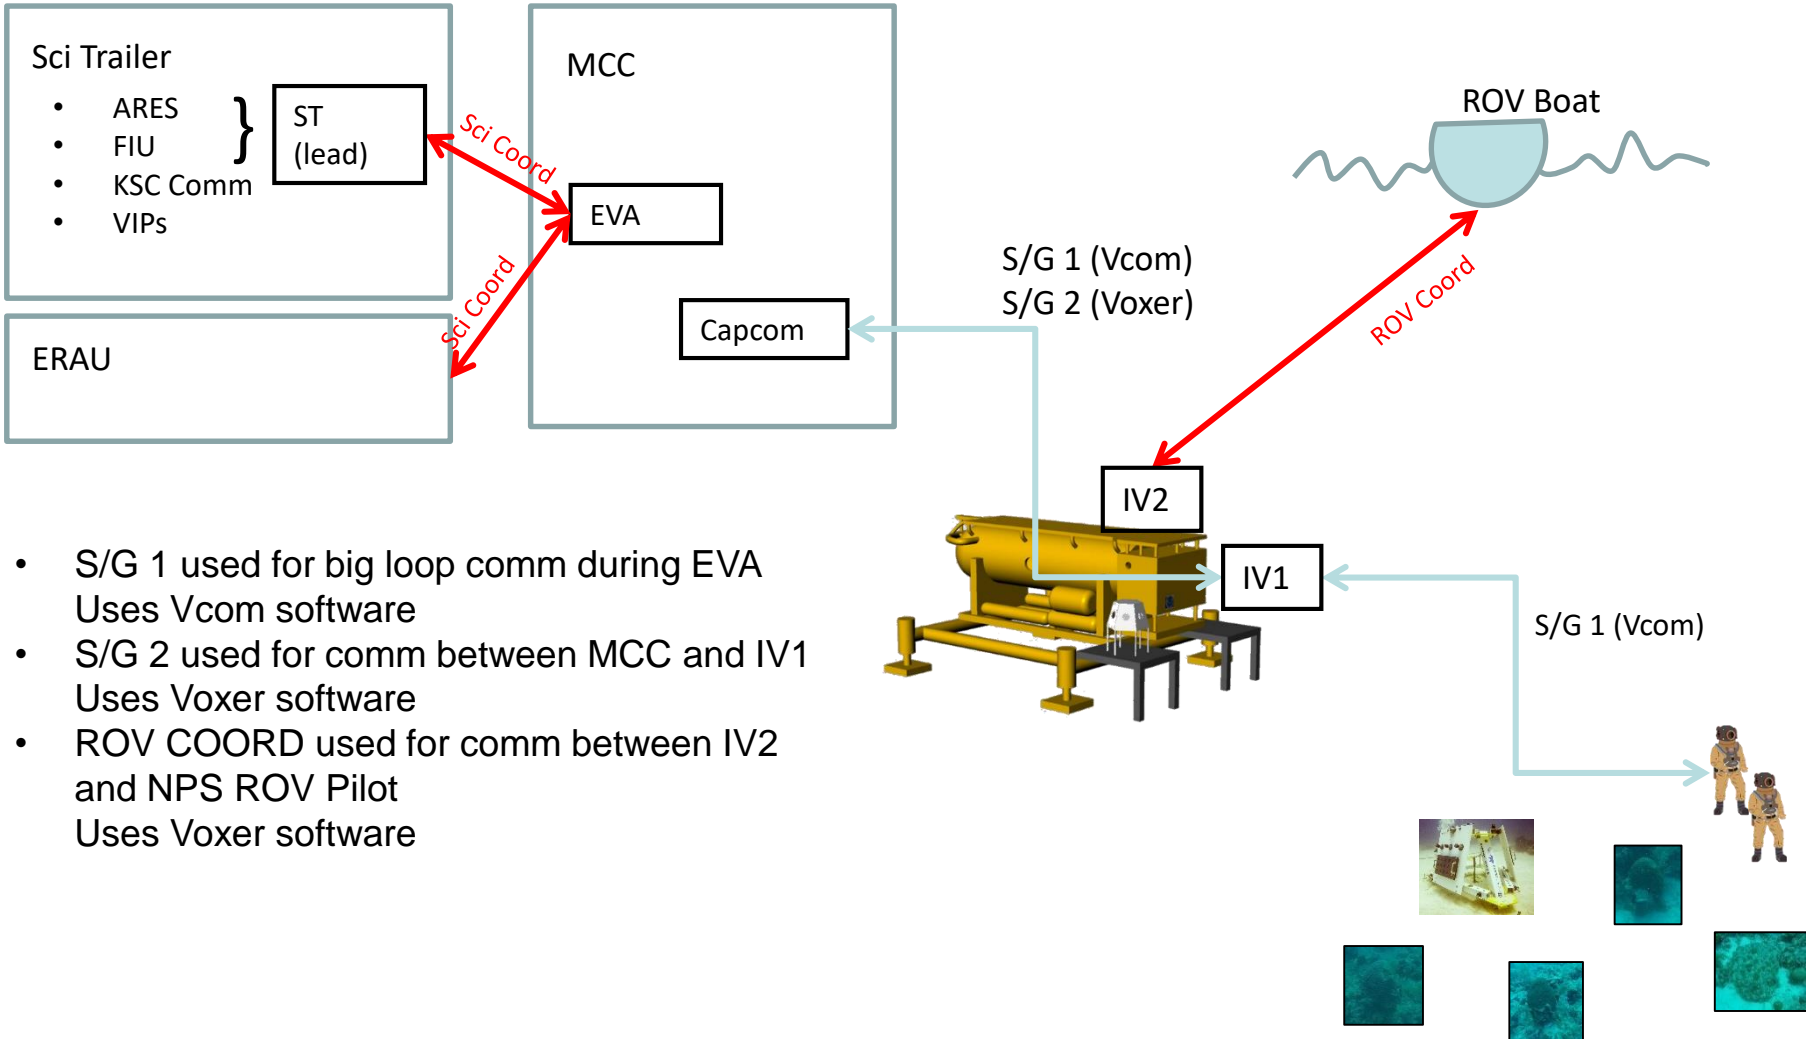 Sci Trailer
• ARES
• FIU
• KSC Comm
• VIPs
}
ST
(lead)
Sci Coord
MCC
EVA
Sci Coord
Capcom
ERAU
S/G 1 (Vcom)
S/G 2 (Voxer)
ROV Boat
ROV Coord
IV2
IV1
S/G 1 (Vcom)
• S/G 1 used for big loop comm during EVA
Uses Vcom software
• S/G 2 used for comm between MCC and IV1
Uses Voxer software
• ROV COORD used for comm between IV2
and NPS ROV Pilot
Uses Voxer software